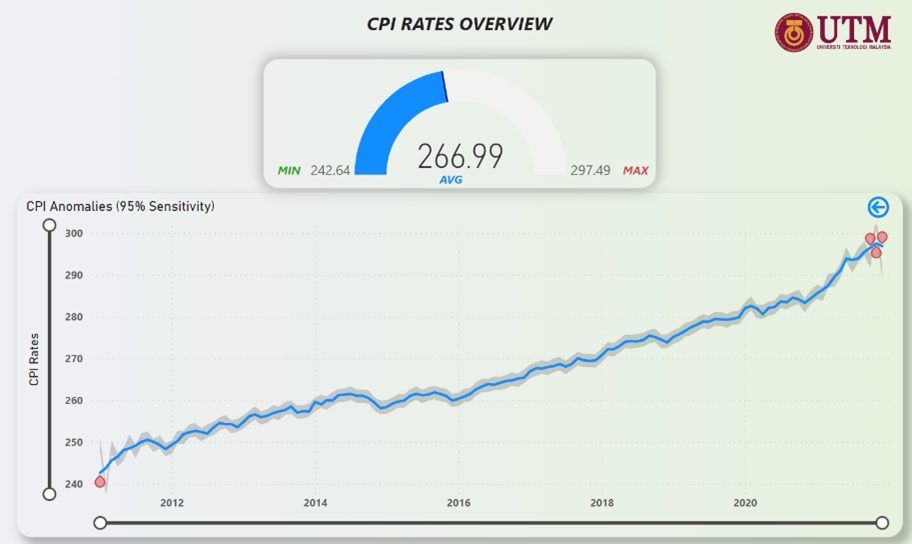 CPI RATES OVERVIEW
UTM
UNIVERSITI TEKNOLOGI MALAYSIA
266.99
MIN 242.64
297.49 MAX
AVG
CPI Anomalies (95% Sensitivity)
CPI Rates
300
290
280
270
260
250
240
2012 2014 2016 2018 2020